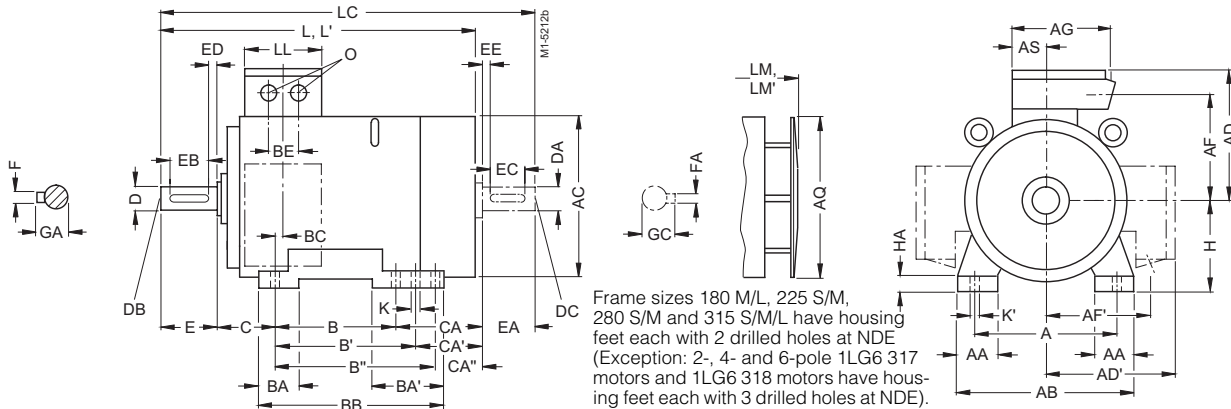 LC
L, L'
LL
ED
O
EE
M1-5212b
BE
EB
EC
DA
F
D
GA
BC
AC
DB
K
DC
E
C
B
CA
EA
B'
CA'
B"
CA"
BA
BA'
BB
LM,
LM'
FA
GC
AQ
Frame sizes 180 M/L, 225 S/M,
280 S/M and 315 S/M/L have housing
feet each with 2 drilled holes at NDE
(Exception: 2-, 4- and 6-pole 1LG6 317
motors and 1LG6 318 motors have hous-
ing feet each with 3 drilled holes at NDE).
AG
AS
AF
AD
HA
H
K'
AF'
A
AA
AA
AD'
AB